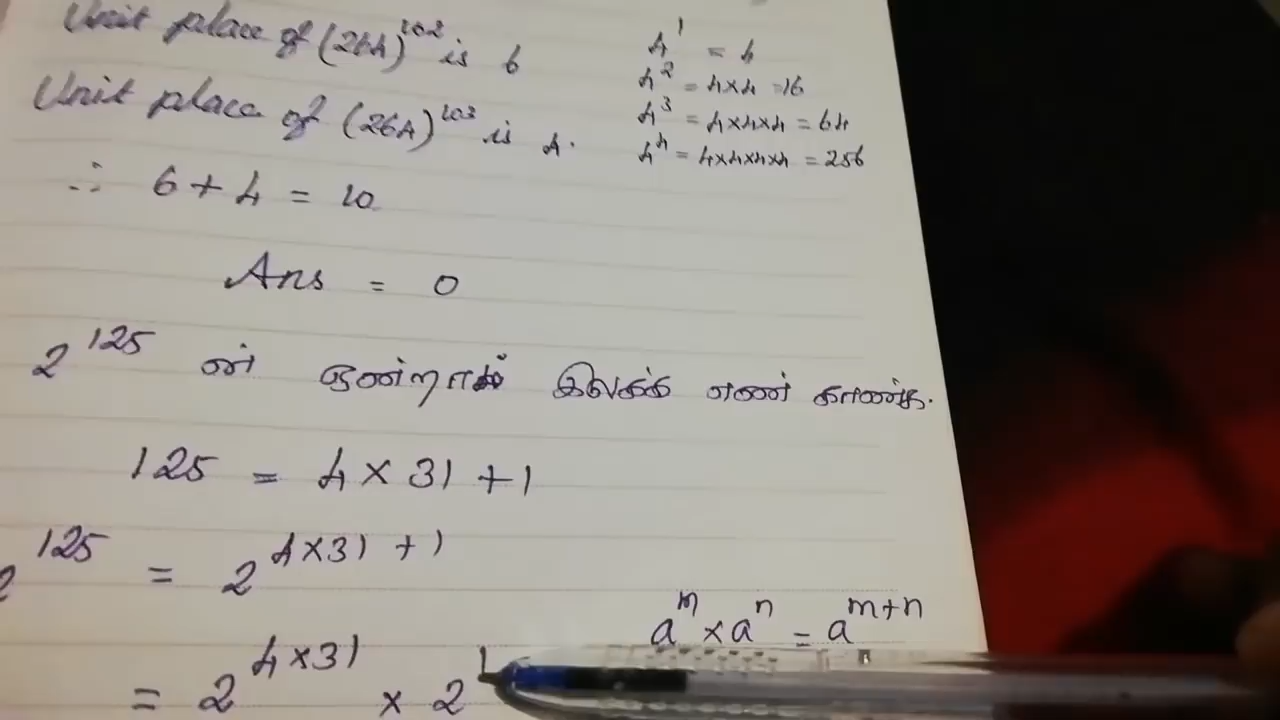 Unit place of (264)^102 is 6
Unit place of (264)^103 is 4.
∴ 6 + 4 = 10
Ans = 0
4^1 = 4
4^2 = 4×4 = 16
4^3 = 4×4×4 = 64
4^4 = 4×4×4×4 = 256
2^125 ன் ஒன்றாம் இலக்க எண் காண்க.
125 = 4 × 31 + 1
2^125 = 2^4×31 + 1
= 2^4×31 × 2^1
a^m × a^n = a^m+n